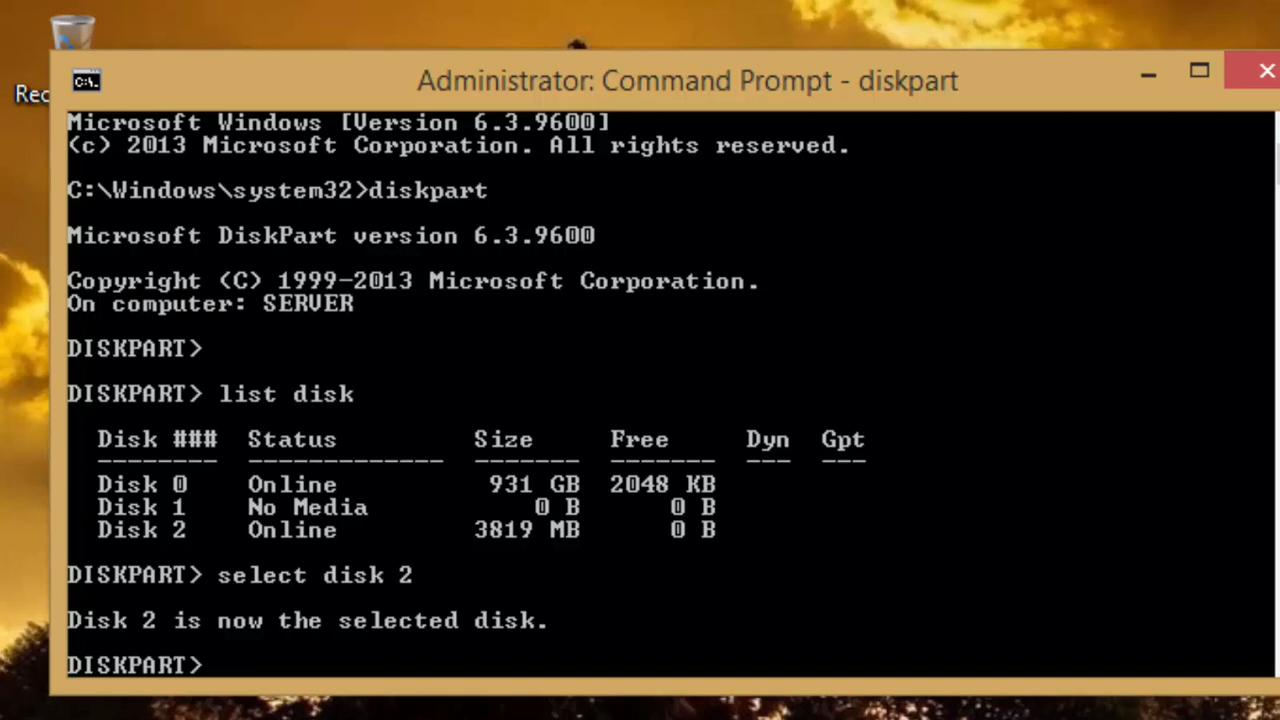 Rec
C:\.
Administrator: Command Prompt - diskpart
Microsoft Windows [Version 6.3.9600]
(c) 2013 Microsoft Corporation. All rights reserved.
C:\Windows\system32>diskpart
Microsoft DiskPart version 6.3.9600
Copyright (C) 1999-2013 Microsoft Corporation.
On computer: SERVER
DISKPART>
DISKPART> list disk
Disk ### Status Size Free Dyn Gpt
-------- ------------- ------- ------- --- ---
Disk 0 Online 931 GB 2048 KB
Disk 1 No Media 0 B 0 B
Disk 2 Online 3819 MB 0 B
DISKPART> select disk 2
Disk 2 is now the selected disk.
DISKPART>